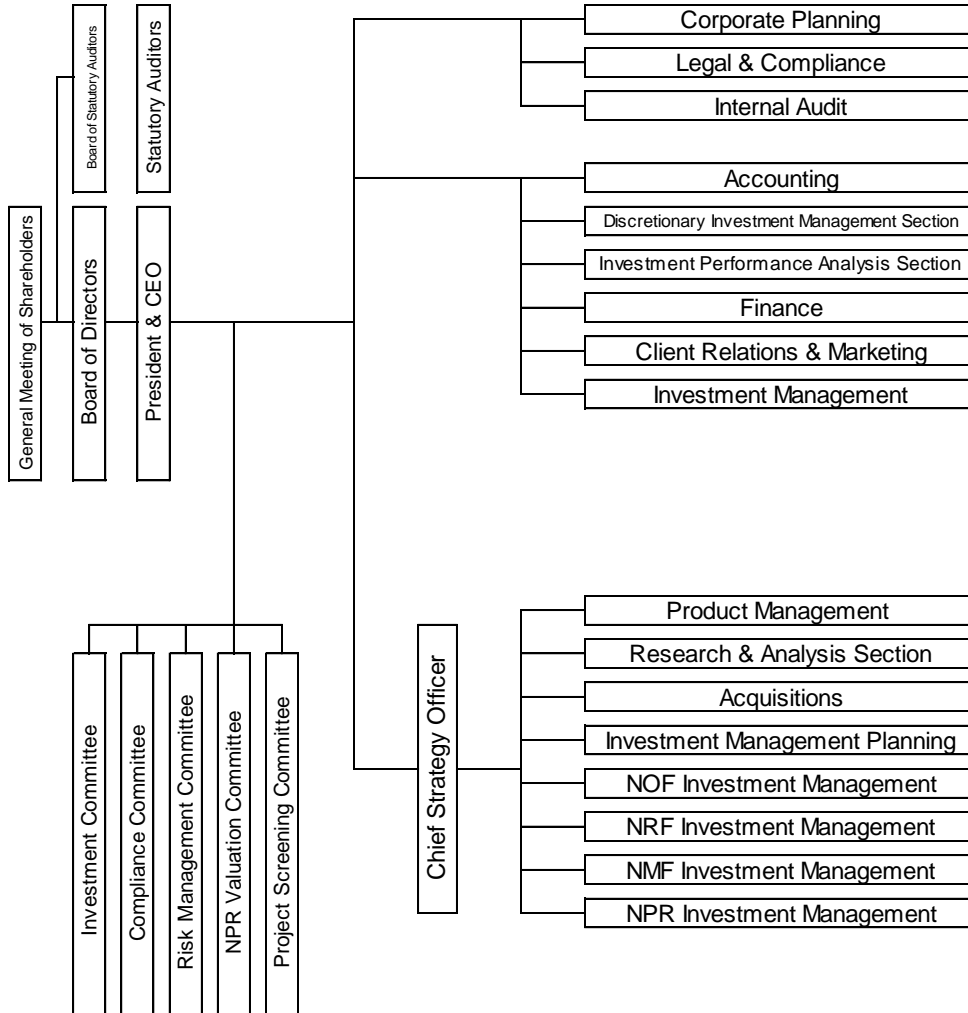 General Meeting of Shareholders
Board of Statutory Auditors
Statutory Auditors
Board of Directors
President & CEO
Corporate Planning
Legal & Compliance
Internal Audit
Accounting
Discretionary Investment Management Section
Investment Performance Analysis Section
Finance
Client Relations & Marketing
Investment Management
Investment Committee
Compliance Committee
Risk Management Committee
NPR Valuation Committee
Project Screening Committee
Chief Strategy Officer
Product Management
Research & Analysis Section
Acquisitions
Investment Management Planning
NOF Investment Management
NRF Investment Management
NMF Investment Management
NPR Investment Management